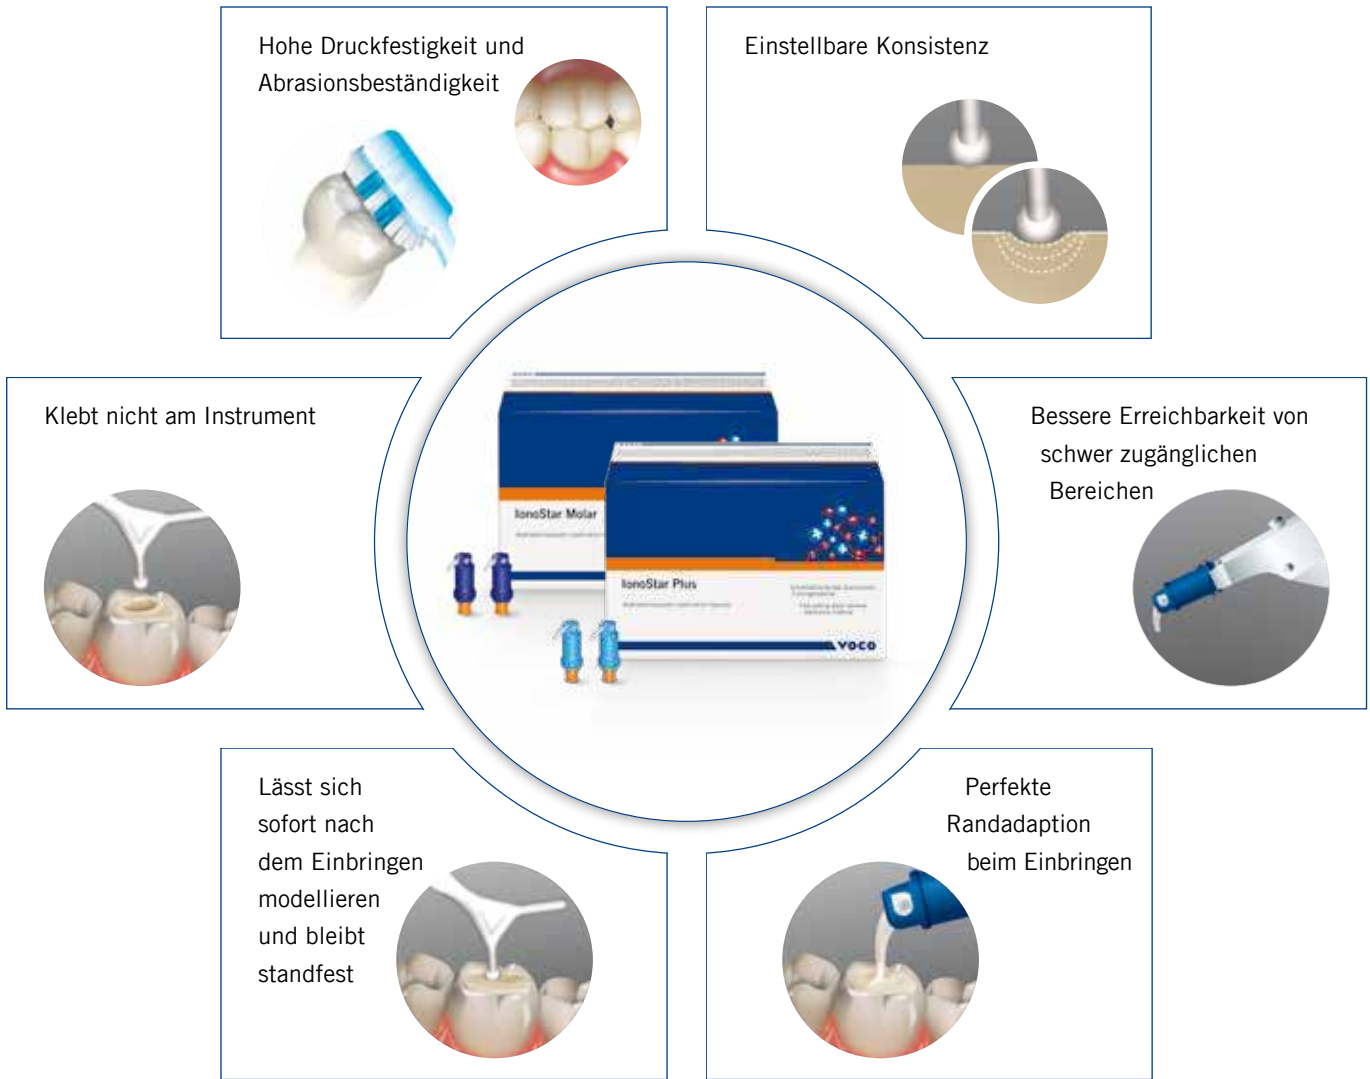 Hohe Druckfestigkeit und
Abrasionsbeständigkeit
Einstellbare Konsistenz
Klebt nicht am Instrument
Bessere Erreichbarkeit von
schwer zugänglichen
Bereichen
IonoStar Molar
IonoStar Plus
VOCO
Lässt sich
sofort nach
dem Einbringen
modellieren
und bleibt
standfest
Perfekte
Randadaption
beim Einbringen